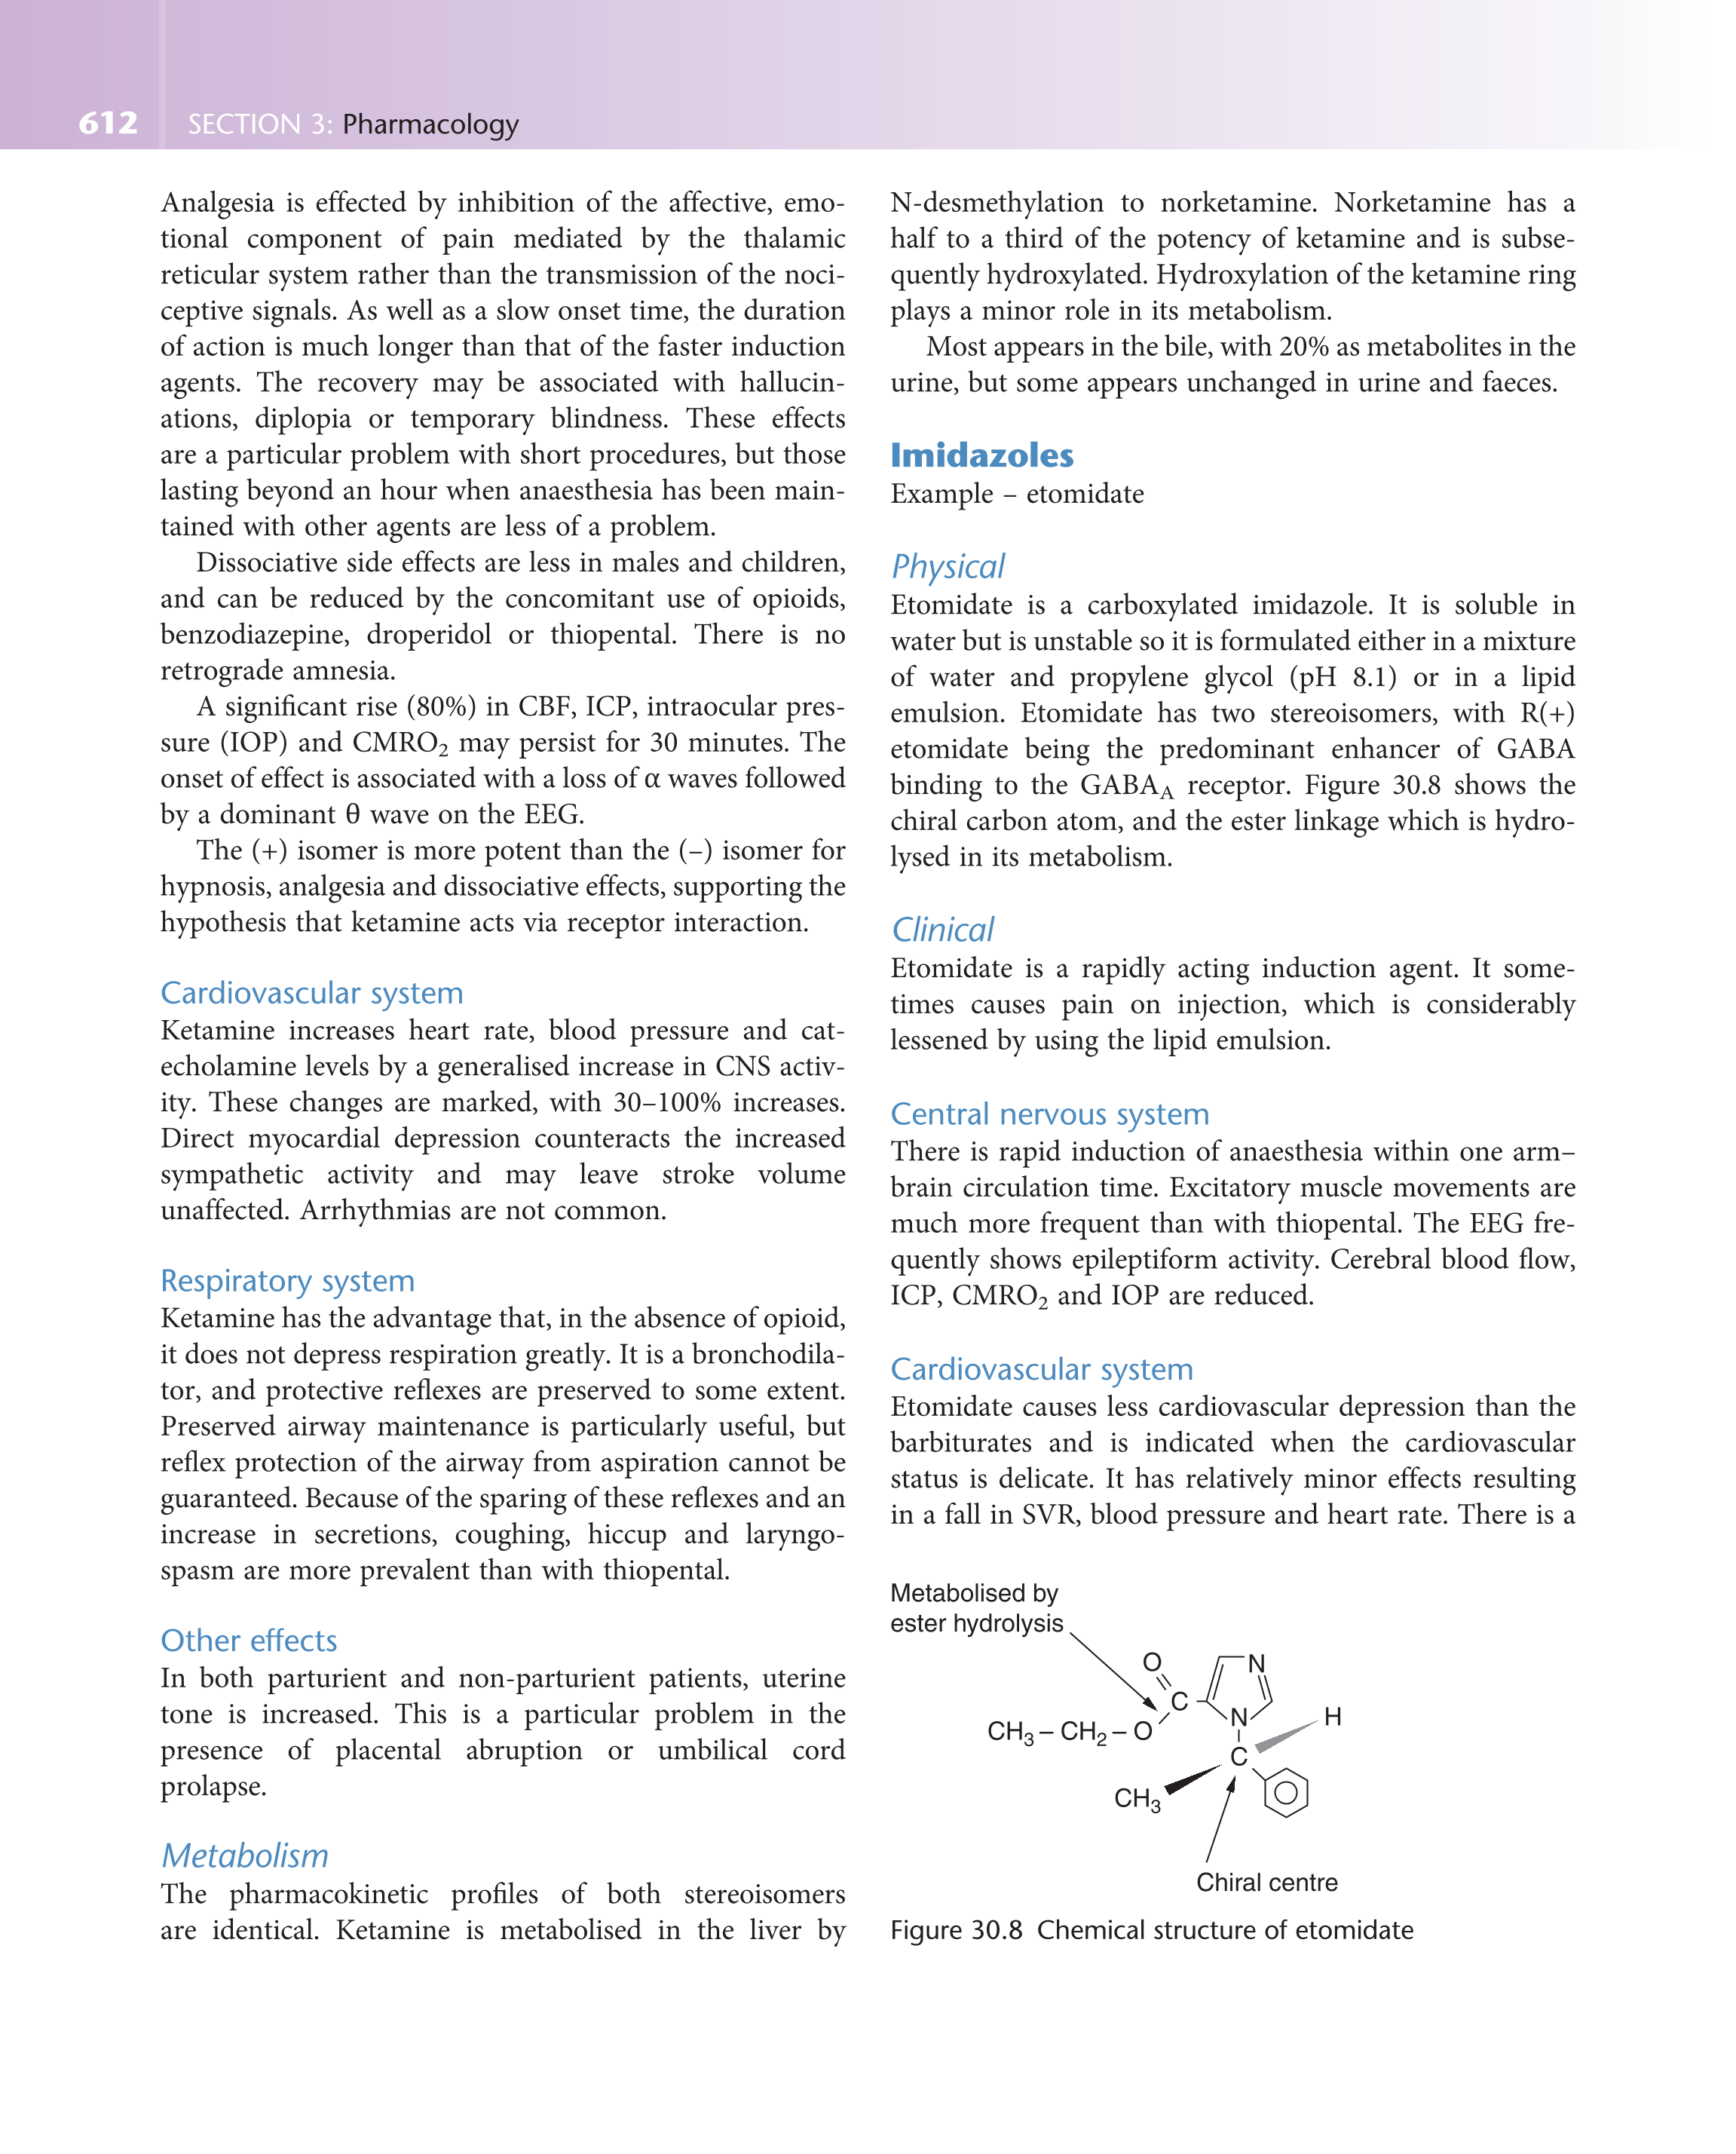 612 SECTION 3: Pharmacology
Analgesia is effected by inhibition of the affective, emo-
tional component of pain mediated by the thalamic
reticular system rather than the transmission of the noci-
ceptive signals. As well as a slow onset time, the duration
of action is much longer than that of the faster induction
agents. The recovery may be associated with hallucin-
ations, diplopia or temporary blindness. These effects
are a particular problem with short procedures, but those
lasting beyond an hour when anaesthesia has been main-
tained with other agents are less of a problem.
Dissociative side effects are less in males and children,
and can be reduced by the concomitant use of opioids,
benzodiazepine, droperidol or thiopental. There is no
retrograde amnesia.
A significant rise (80%) in CBF, ICP, intraocular pres-
sure (IOP) and CMRO₂ may persist for 30 minutes. The
onset of effect is associated with a loss of α waves followed
by a dominant θ wave on the EEG.
The (+) isomer is more potent than the (–) isomer for
hypnosis, analgesia and dissociative effects, supporting the
hypothesis that ketamine acts via receptor interaction.
Cardiovascular system
Ketamine increases heart rate, blood pressure and cat-
echolamine levels by a generalised increase in CNS activ-
ity. These changes are marked, with 30–100% increases.
Direct myocardial depression counteracts the increased
sympathetic activity and may leave stroke volume
unaffected. Arrhythmias are not common.
Respiratory system
Ketamine has the advantage that, in the absence of opioid,
it does not depress respiration greatly. It is a bronchodila-
tor, and protective reflexes are preserved to some extent.
Preserved airway maintenance is particularly useful, but
reflex protection of the airway from aspiration cannot be
guaranteed. Because of the sparing of these reflexes and an
increase in secretions, coughing, hiccup and laryngo-
spasm are more prevalent than with thiopental.
Other effects
In both parturient and non-parturient patients, uterine
tone is increased. This is a particular problem in the
presence of placental abruption or umbilical cord
prolapse.
Metabolism
The pharmacokinetic profiles of both stereoisomers
are identical. Ketamine is metabolised in the liver by
N-desmethylation to norketamine. Norketamine has a
half to a third of the potency of ketamine and is subse-
quently hydroxylated. Hydroxylation of the ketamine ring
plays a minor role in its metabolism.
Most appears in the bile, with 20% as metabolites in the
urine, but some appears unchanged in urine and faeces.
Imidazoles
Example – etomidate
Physical
Etomidate is a carboxylated imidazole. It is soluble in
water but is unstable so it is formulated either in a mixture
of water and propylene glycol (pH 8.1) or in a lipid
emulsion. Etomidate has two stereoisomers, with R(+)
etomidate being the predominant enhancer of GABA
binding to the GABA_A receptor. Figure 30.8 shows the
chiral carbon atom, and the ester linkage which is hydro-
lysed in its metabolism.
Clinical
Etomidate is a rapidly acting induction agent. It some-
times causes pain on injection, which is considerably
lessened by using the lipid emulsion.
Central nervous system
There is rapid induction of anaesthesia within one arm–
brain circulation time. Excitatory muscle movements are
much more frequent than with thiopental. The EEG fre-
quently shows epileptiform activity. Cerebral blood flow,
ICP, CMRO₂ and IOP are reduced.
Cardiovascular system
Etomidate causes less cardiovascular depression than the
barbiturates and is indicated when the cardiovascular
status is delicate. It has relatively minor effects resulting
in a fall in SVR, blood pressure and heart rate. There is a
Metabolised by
ester hydrolysis
O
N
C
N
H
CH₃ – CH₂ – O
C
CH₃
Chiral centre
Figure 30.8 Chemical structure of etomidate